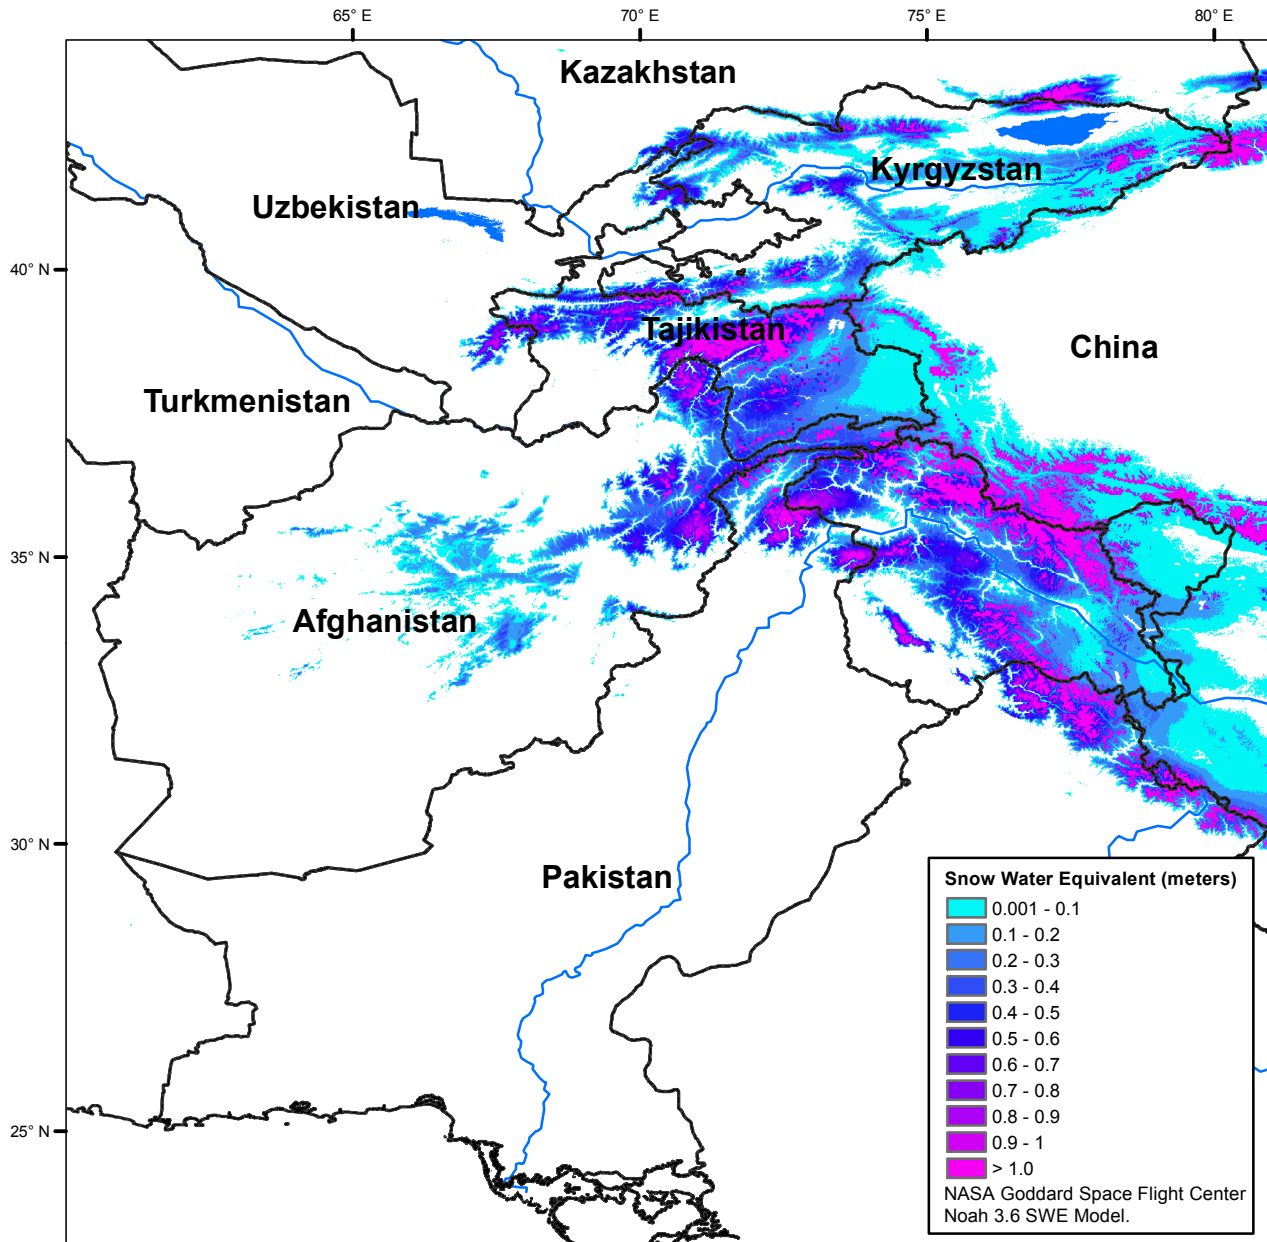 65° E
70° E
75° E
80° E
Kazakhstan
Kyrgyzstan
Uzbekistan
40° N
Tajikistan
China
Turkmenistan
35° N
Afghanistan
30° N
Pakistan
25° N
Snow Water Equivalent (meters)
0.001 - 0.1
0.1 - 0.2
0.2 - 0.3
0.3 - 0.4
0.4 - 0.5
0.5 - 0.6
0.6 - 0.7
0.7 - 0.8
0.8 - 0.9
0.9 - 1
> 1.0
NASA Goddard Space Flight Center
Noah 3.6 SWE Model.